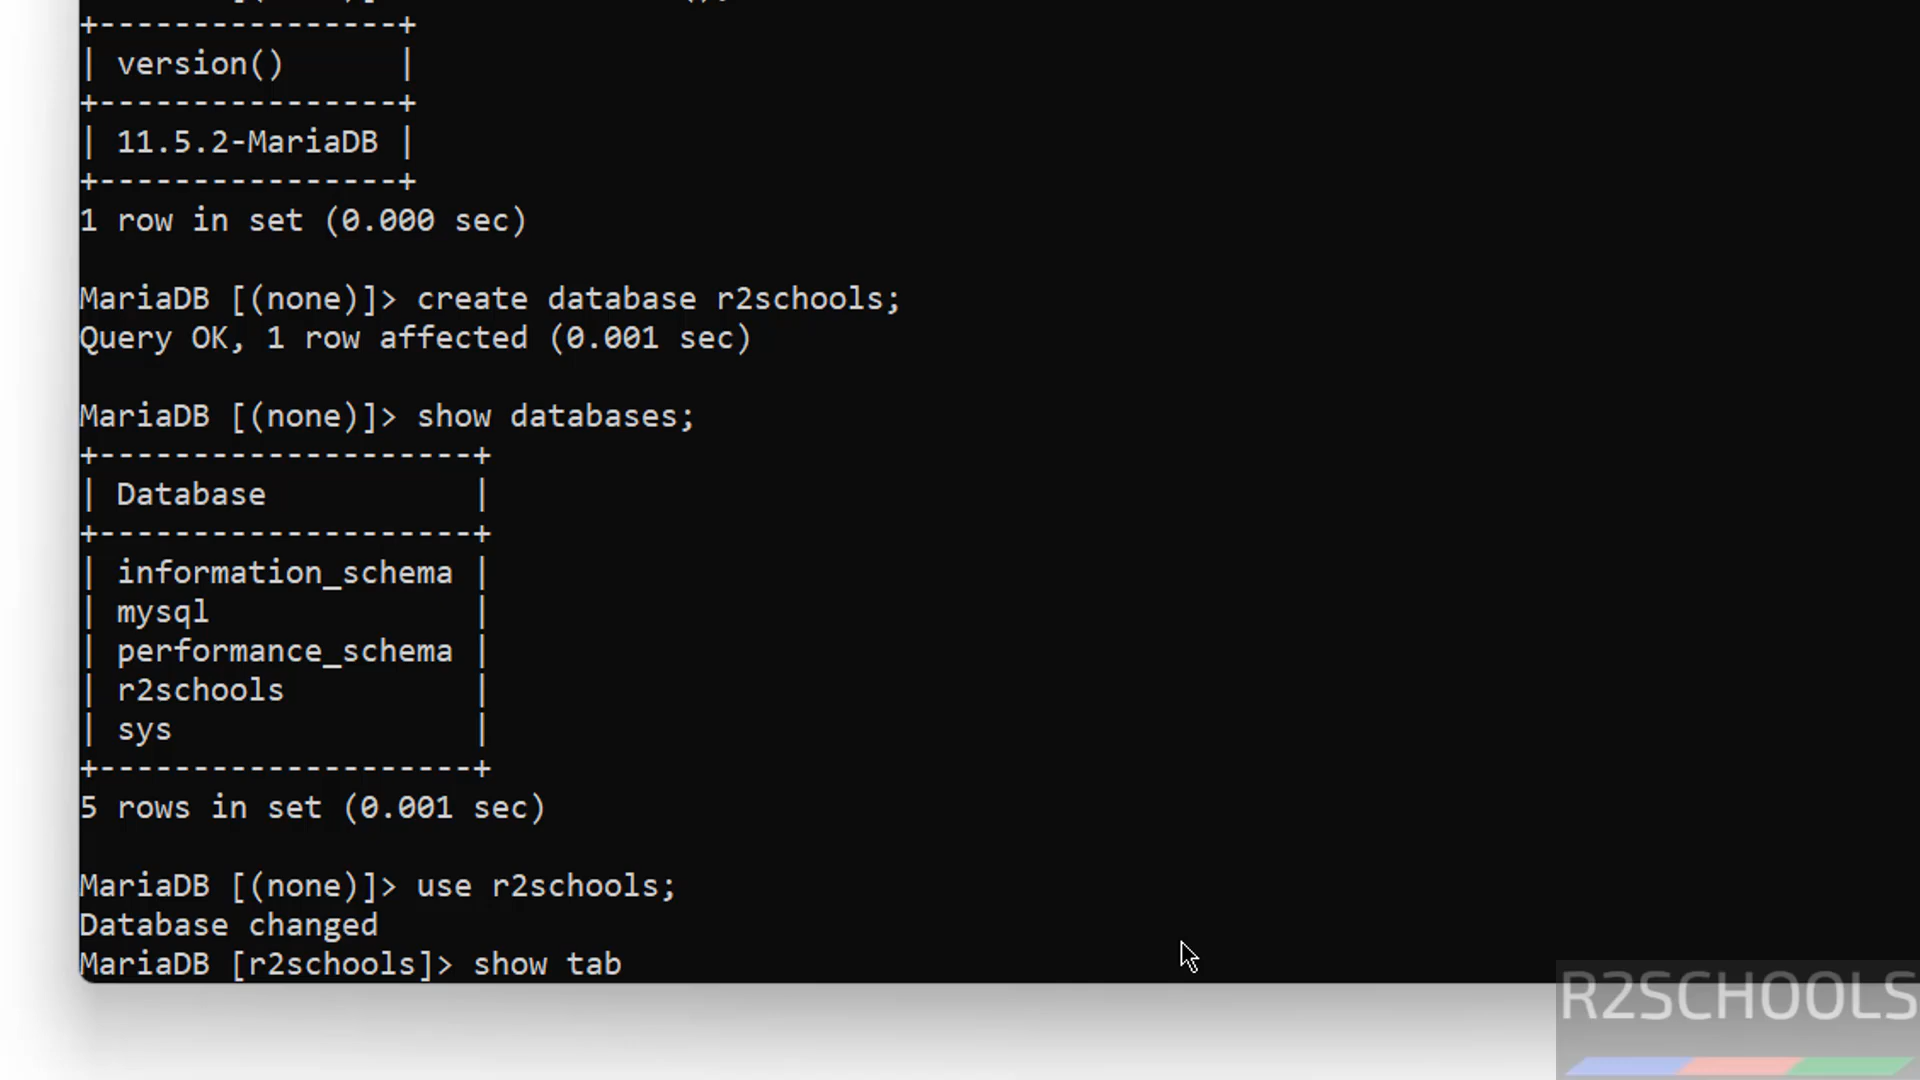 +----------------+
| version()      |
+----------------+
| 11.5.2-MariaDB |
+----------------+
1 row in set (0.000 sec)
MariaDB [(none)]> create database r2schools;
Query OK, 1 row affected (0.001 sec)
MariaDB [(none)]> show databases;
+--------------------+
| Database           |
+--------------------+
| information_schema |
| mysql              |
| performance_schema |
| r2schools          |
| sys                |
+--------------------+
5 rows in set (0.001 sec)
MariaDB [(none)]> use r2schools;
Database changed
MariaDB [r2schools]> show tab
R2SCHOOLS